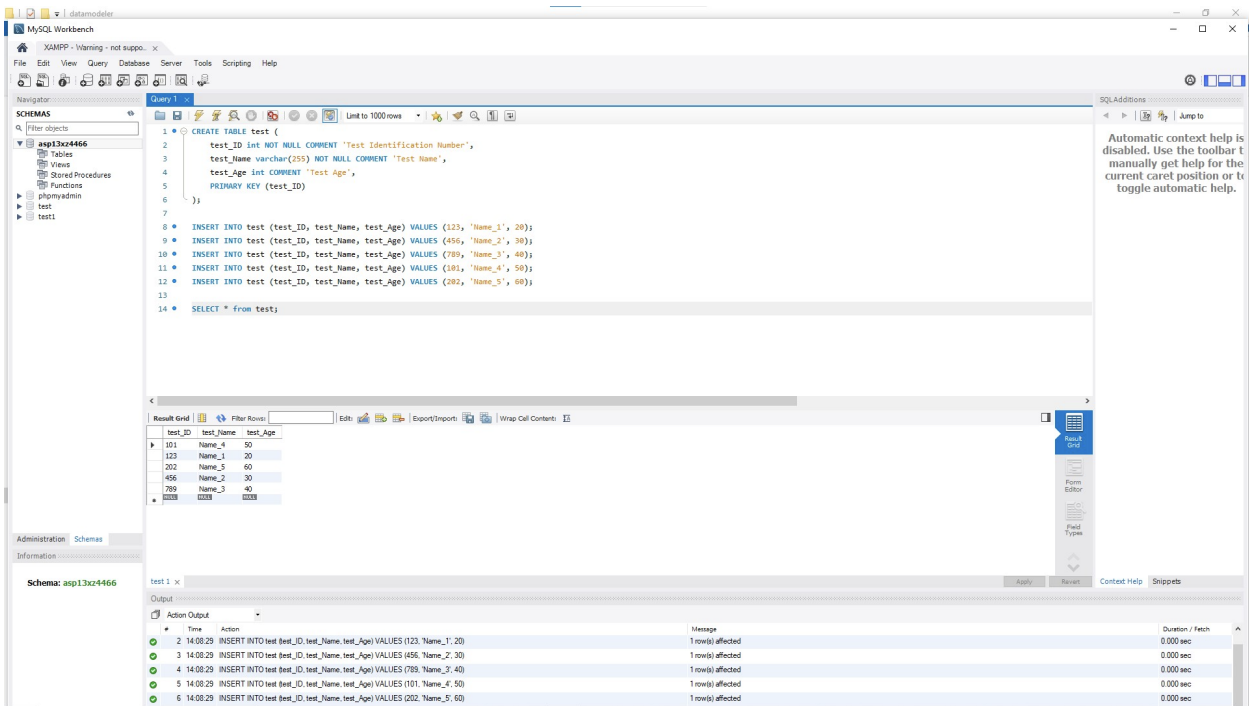 datamodeler
MySQL Workbench
XAMPP - Warning - not suppo..
File Edit View Query Database Server Tools Scripting Help
Navigator
SCHEMAS
Filter objects
asp13xz4466
Tables
Views
Stored Procedures
Functions
phpmyadmin
test
test1
Administration Schemas
Information
Schema: asp13xz4466
Query 1
Limit to 1000 rows
1 CREATE TABLE test (
2 test_ID int NOT NULL COMMENT 'Test Identification Number',
3 test_Name varchar(255) NOT NULL COMMENT 'Test Name',
4 test_Age int COMMENT 'Test Age',
5 PRIMARY KEY (test_ID)
6 );
7
8 INSERT INTO test (test_ID, test_Name, test_Age) VALUES (123, 'Name_1', 20);
9 INSERT INTO test (test_ID, test_Name, test_Age) VALUES (456, 'Name_2', 30);
10 INSERT INTO test (test_ID, test_Name, test_Age) VALUES (789, 'Name_3', 40);
11 INSERT INTO test (test_ID, test_Name, test_Age) VALUES (101, 'Name_4', 50);
12 INSERT INTO test (test_ID, test_Name, test_Age) VALUES (202, 'Name_5', 60);
13
14 SELECT * from test;
Result Grid Filter Rows: Edit: Export/Import: Wrap Cell Content:
test_ID test_Name test_Age
101 Name_4 50
123 Name_1 20
202 Name_5 60
456 Name_2 30
789 Name_3 40
NULL NULL NULL
Result
Grid
Form
Editor
Field
Types
test 1
Apply Revert
SQLAdditions
Jump to
Automatic context help is
disabled. Use the toolbar t
manually get help for the
current caret position or to
toggle automatic help.
Context Help Snippets
Output
Action Output
# Time Action Message Duration / Fetch
2 14:08:29 INSERT INTO test (test_ID, test_Name, test_Age) VALUES (123, 'Name_1', 20) 1 row(s) affected 0.000 sec
3 14:08:29 INSERT INTO test (test_ID, test_Name, test_Age) VALUES (456, 'Name_2', 30) 1 row(s) affected 0.000 sec
4 14:08:29 INSERT INTO test (test_ID, test_Name, test_Age) VALUES (789, 'Name_3', 40) 1 row(s) affected 0.000 sec
5 14:08:29 INSERT INTO test (test_ID, test_Name, test_Age) VALUES (101, 'Name_4', 50) 1 row(s) affected 0.000 sec
6 14:08:29 INSERT INTO test (test_ID, test_Name, test_Age) VALUES (202, 'Name_5', 60) 1 row(s) affected 0.000 sec